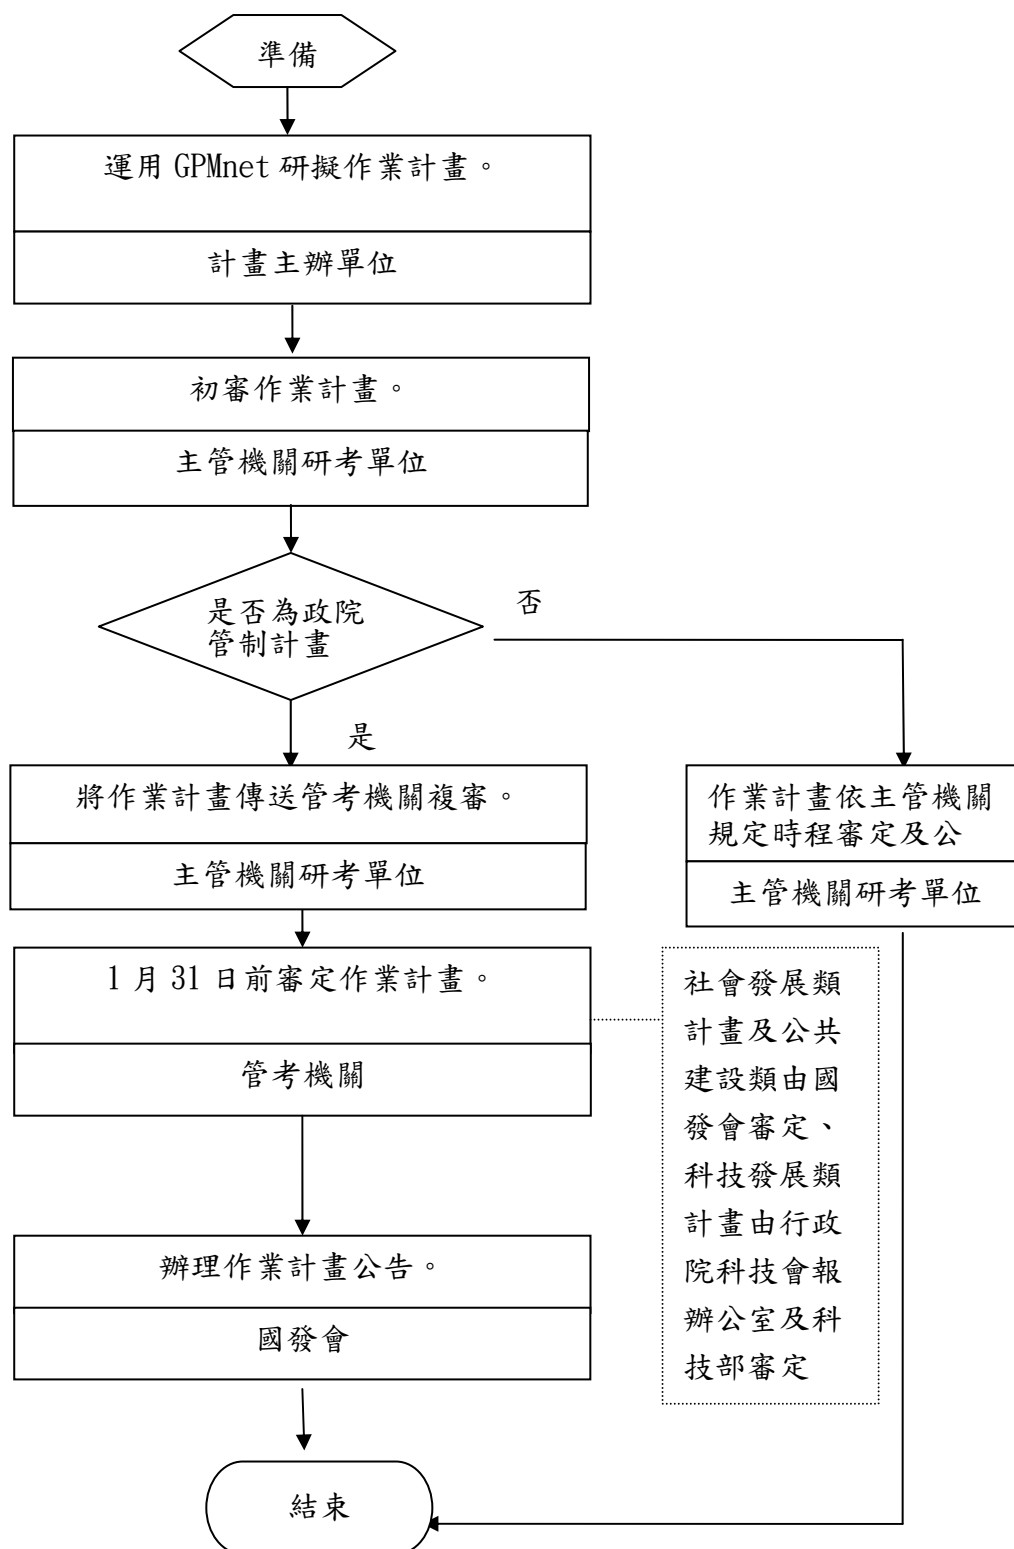 準備
運用 GPMnet 研擬作業計畫。
計畫主辦單位
初審作業計畫。
主管機關研考單位
是否為政院
管制計畫
否
是
將作業計畫傳送管考機關複審。
主管機關研考單位
作業計畫依主管機關
規定時程審定及公
主管機關研考單位
1 月 31 日前審定作業計畫。
管考機關
社會發展類
計畫及公共
建設類由國
發會審定、
科技發展類
計畫由行政
院科技會報
辦公室及科
技部審定
辦理作業計畫公告。
國發會
結束